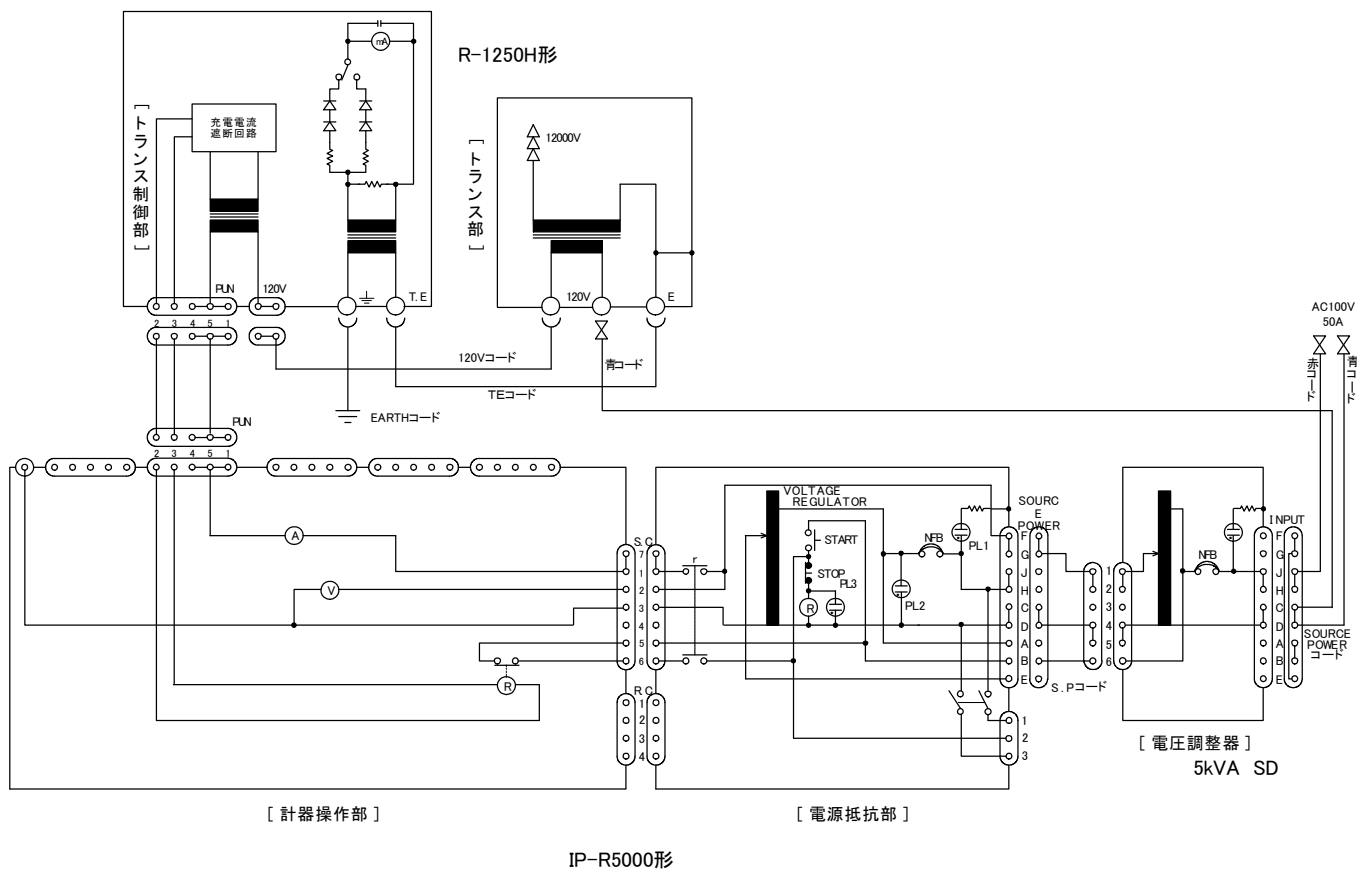 R-1250H形
mA
[トランス制御部]
充電電流
遮断回路
PUN
120V
T.E
2 3 4 5 1
[トランス部]
12000V
120V
E
120Vコード
青コード
TEコード
EARTHコード
AC100V
50A
赤コード
青コード
PUN
2 3 4 5 1
A
V
R
S.C
7
1
2
3
4
5
6
R.C
1
2
3
4
r
VOLTAGE
REGULATOR
START
STOP
PL3
R
PL2
NFB
PL1
SOURC
E
POWER
F
G
J
H
C
D
A
B
E
1
2
3
S.Pコード
1
2
3
4
5
6
NFB
INPUT
F
G
J
H
C
D
A
B
E
SOURCE
POWER
コード
[計器操作部]
[電源抵抗部]
[電圧調整器]
5kVA SD
IP-R5000形